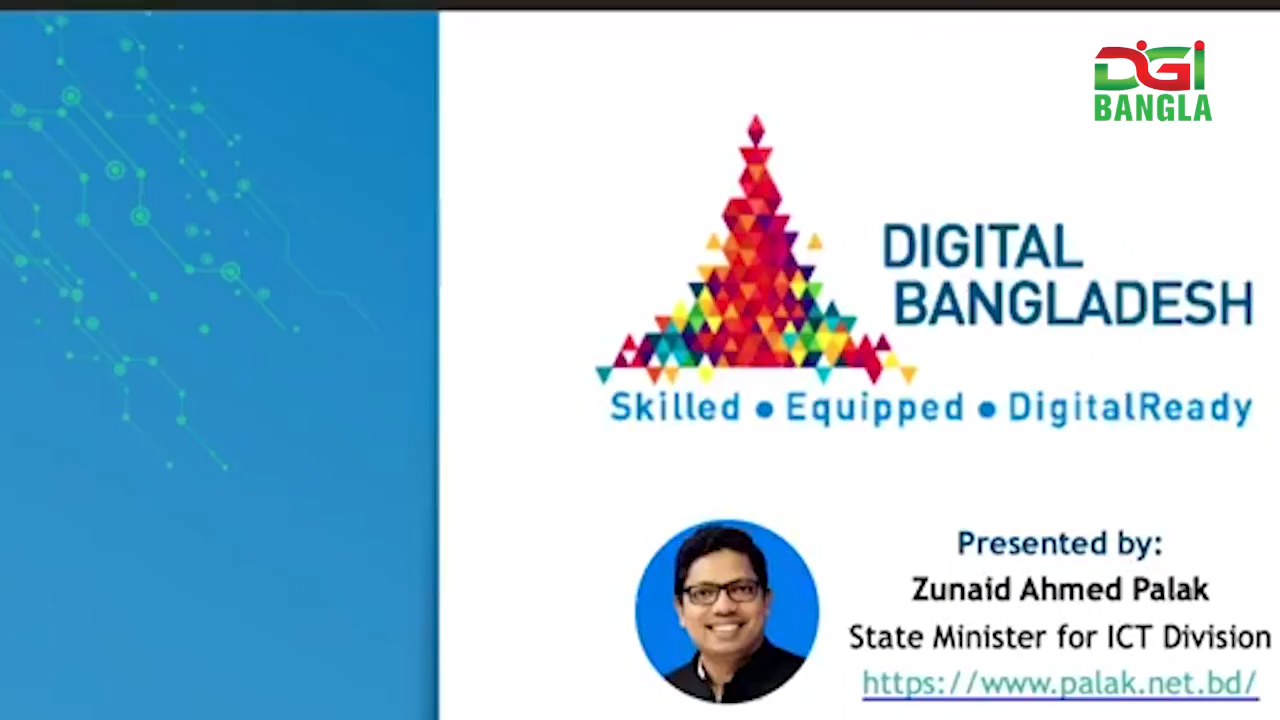 DIGI
BANGLA
DIGITAL
BANGLADESH
Skilled • Equipped • DigitalReady
Presented by:
Zunaid Ahmed Palak
State Minister for ICT Division
https://www.palak.net.bd/